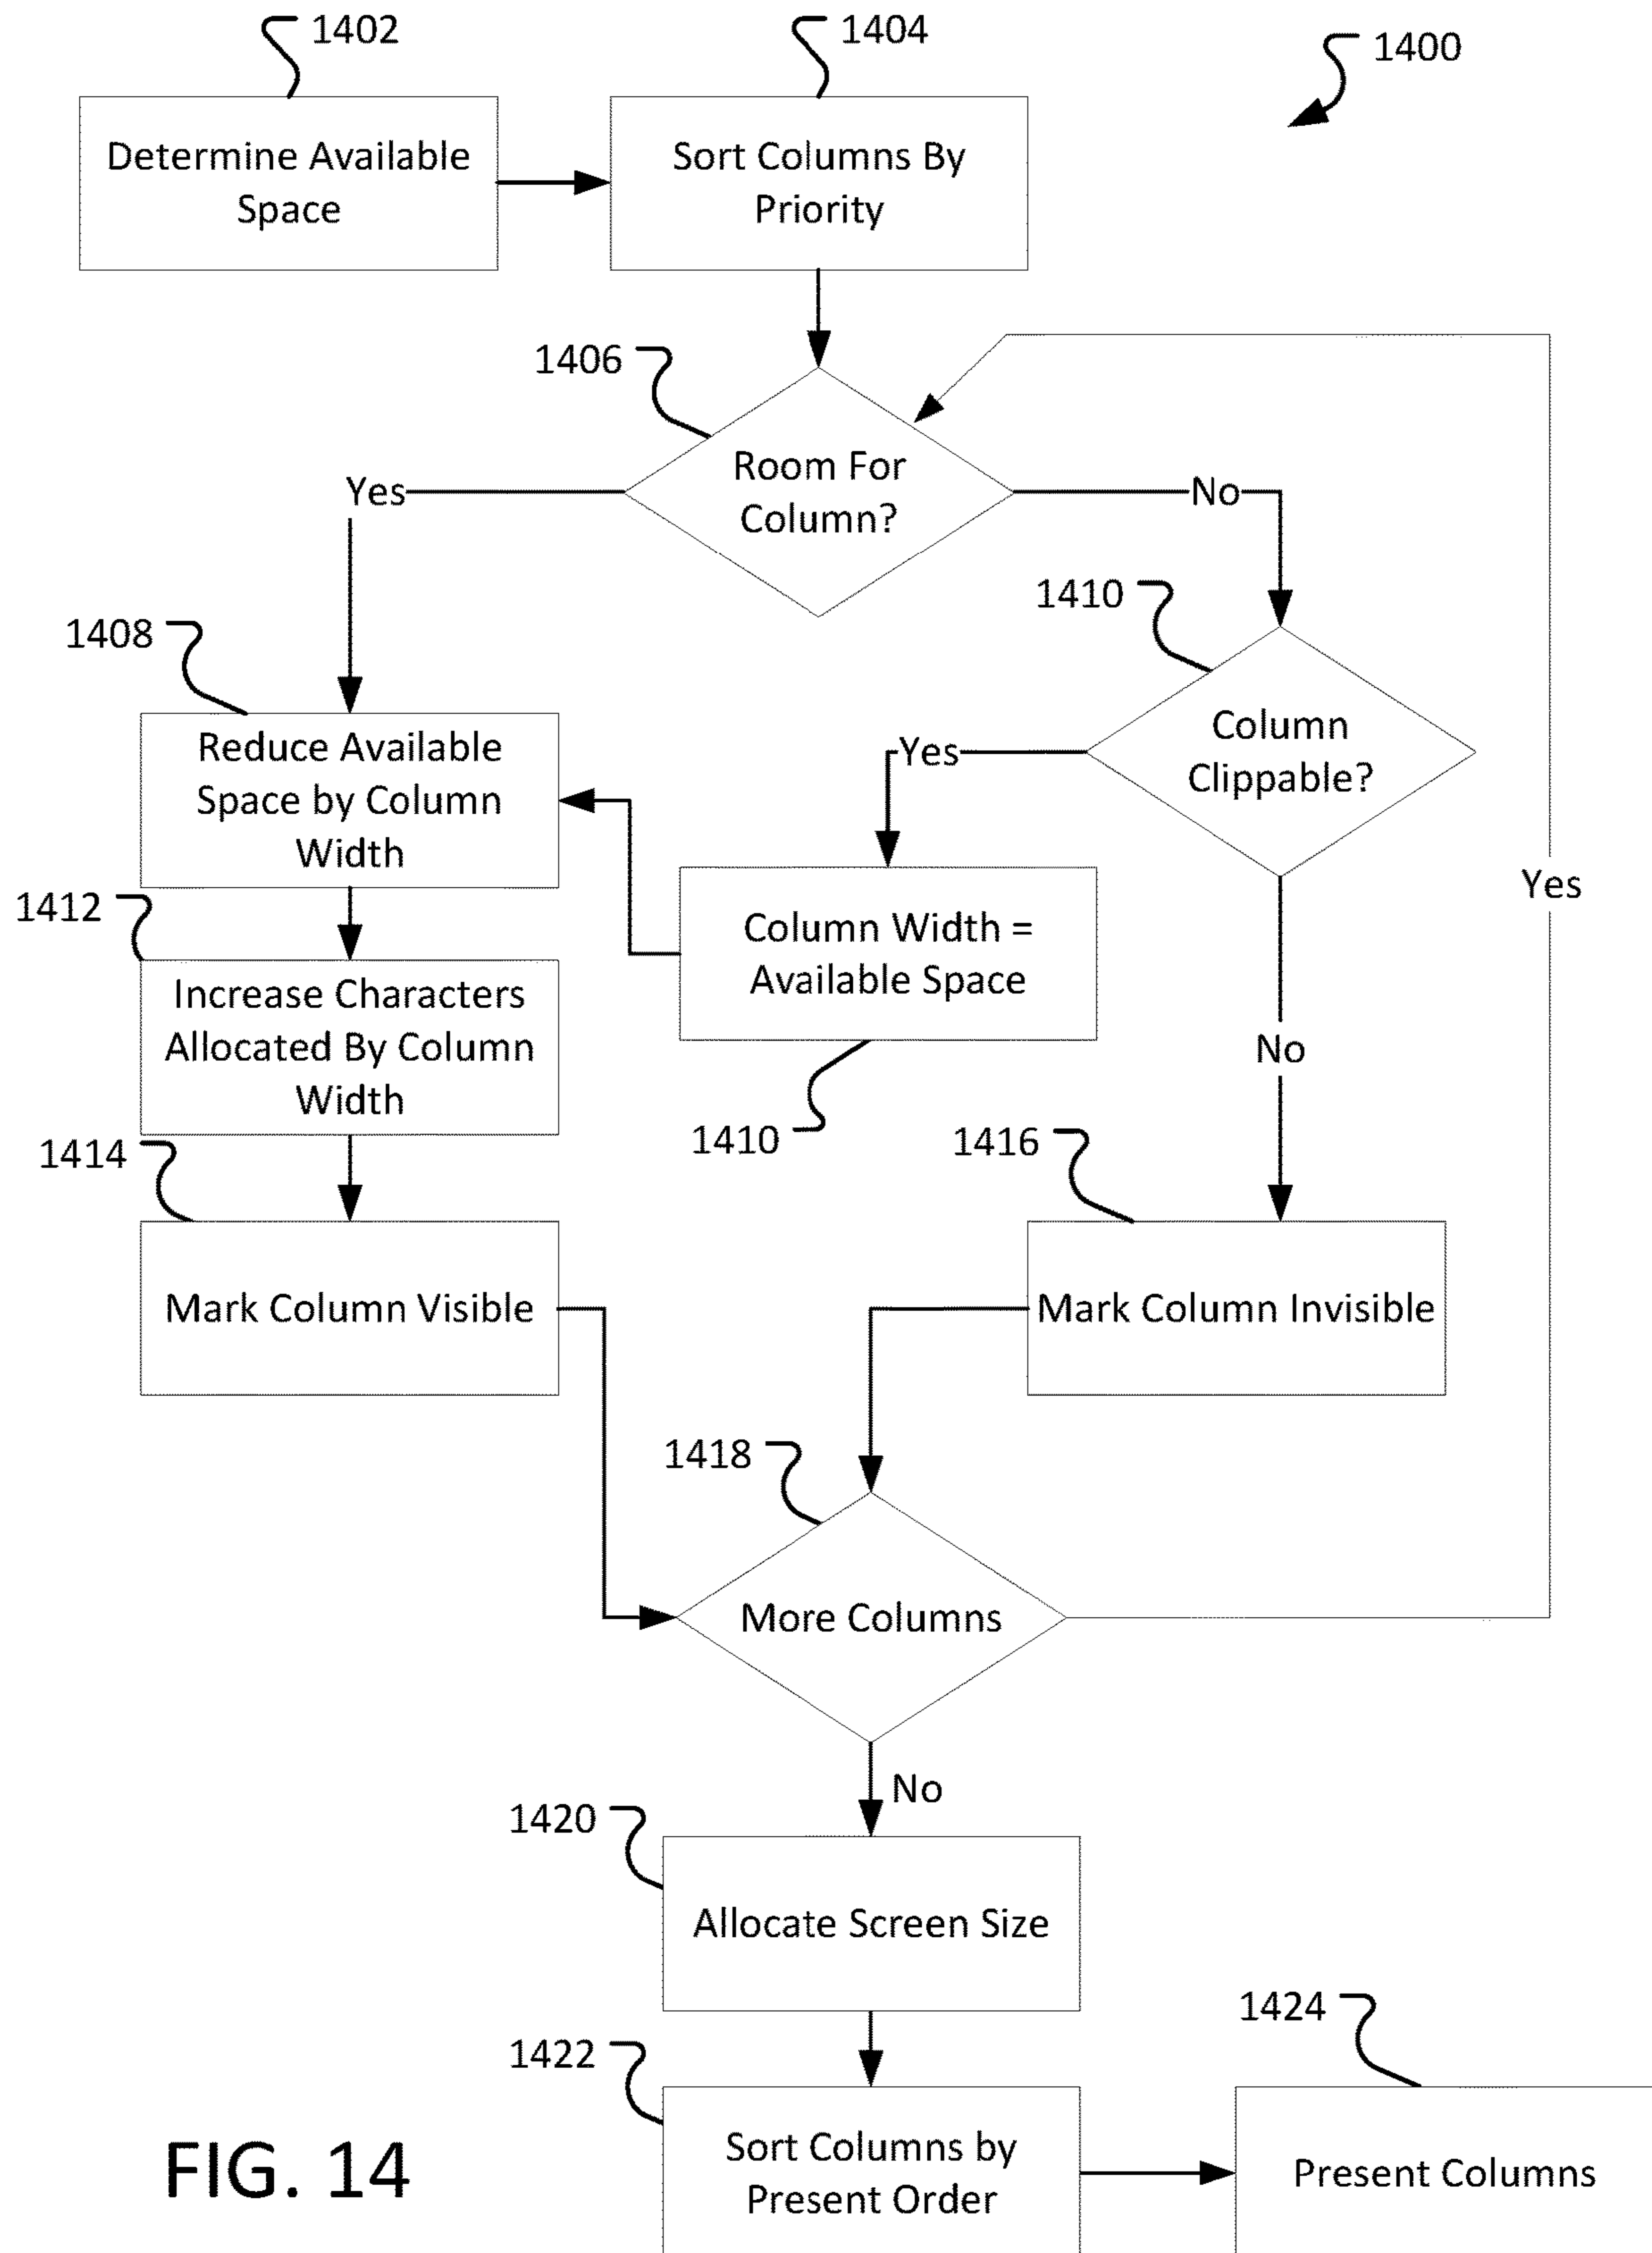 1402
1404
1400
Determine Available
Space
Sort Columns By
Priority
1406
Room For
Column?
Yes
No
1410
1408
Column
Clippable?
Yes
Reduce Available
Space by Column
Width
Yes
1412
Column Width =
Available Space
Increase Characters
Allocated By Column
Width
No
1410
1414
1416
Mark Column Visible
Mark Column Invisible
1418
More Columns
No
1420
Allocate Screen Size
1424
1422
Sort Columns by
Present Order
Present Columns
FIG. 14